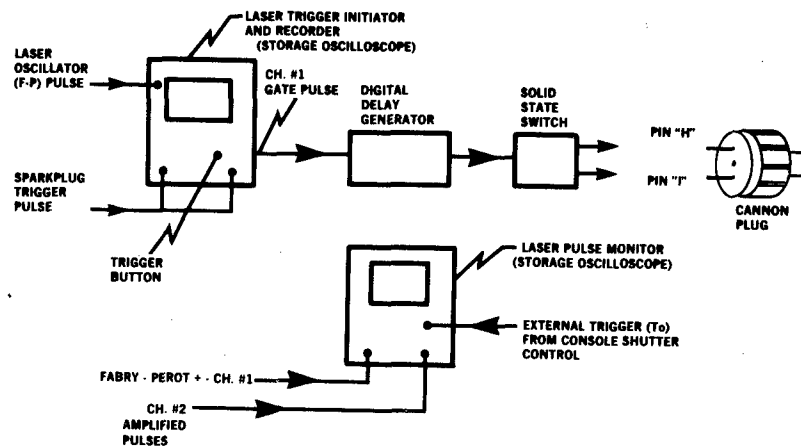 LASER TRIGGER INITIATOR
AND RECORDER
(STORAGE OSCILLOSCOPE)
LASER
OSCILLATOR
(F-P) PULSE
CH. #1
GATE PULSE
DIGITAL
DELAY
GENERATOR
SOLID
STATE
SWITCH
PIN "H"
PIN "I"
CANNON
PLUG
SPARKPLUG
TRIGGER
PULSE
TRIGGER
BUTTON
LASER PULSE MONITOR
(STORAGE OSCILLOSCOPE)
EXTERNAL TRIGGER (To)
FROM CONSOLE SHUTTER
CONTROL
FABRY - PEROT + - CH. #1
CH. #2
AMPLIFIED
PULSES